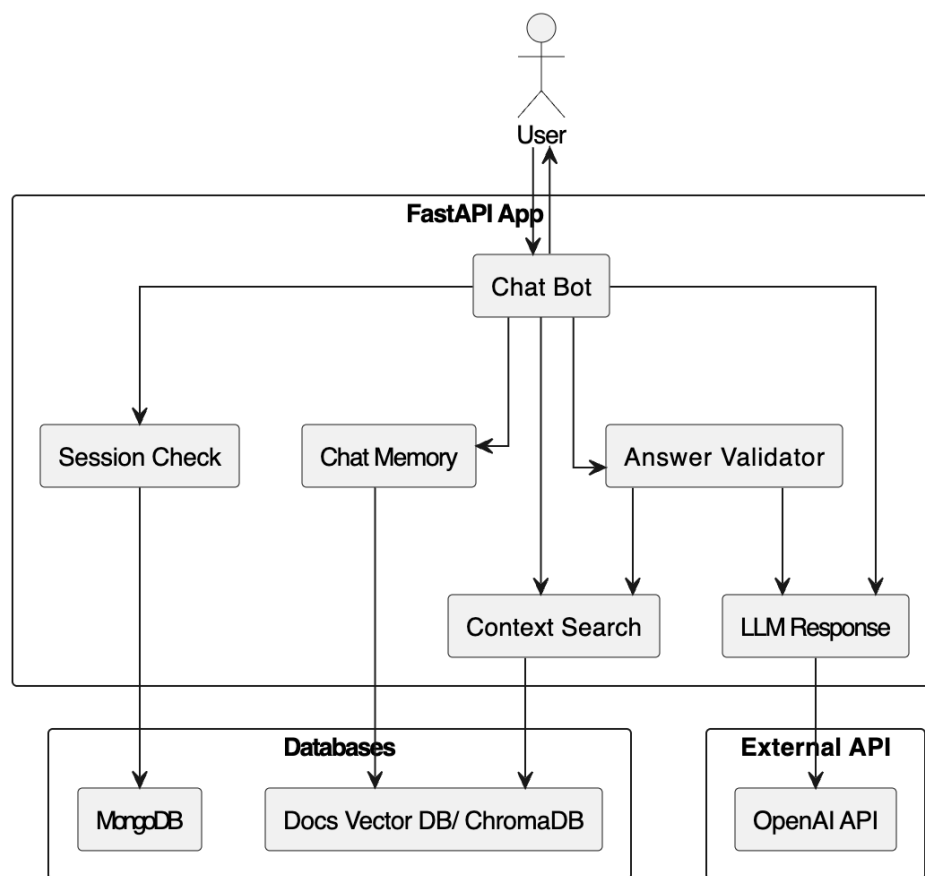 User
FastAPI App
Chat Bot
Session Check
Chat Memory
Answer Validator
Context Search
LLM Response
Databases
External API
MongoDB
Docs Vector DB/ ChromaDB
OpenAI API